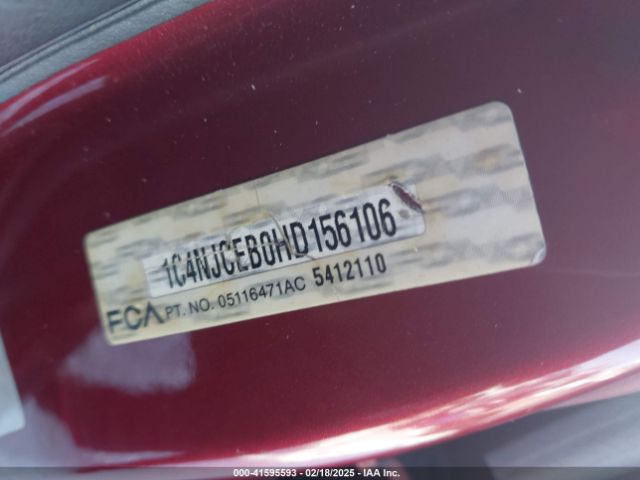 1C4NJCEB0HD156106
FCA PT. NO. 05116471AC 5412110
000-41595593 - 02/18/2025 - IAA Inc.